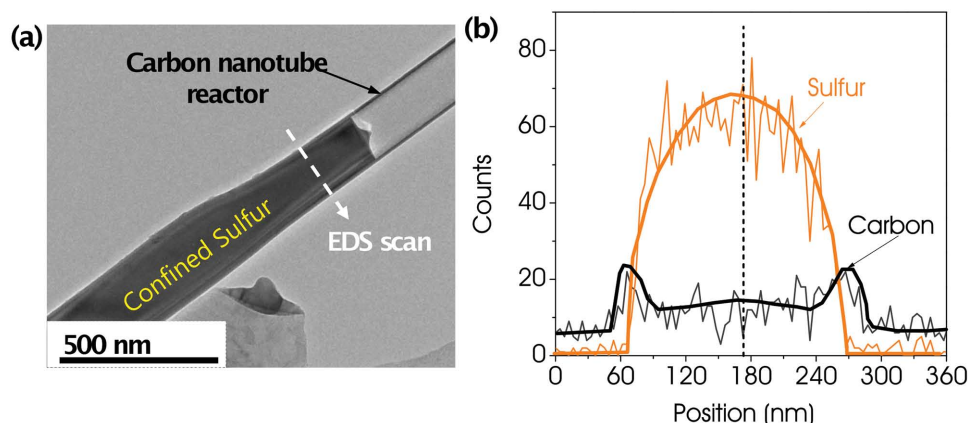 (a)
Carbon nanotube
reactor
EDS scan
Confined Sulfur
500 nm
(b)
80
60
40
20
0
Counts
Sulfur
Carbon
0 60 120 180 240 300 360
Position (nm)